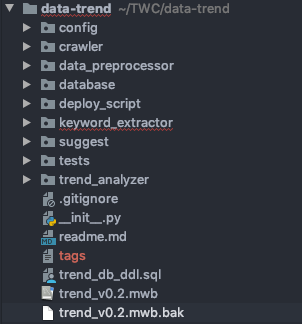 data-trend ~/TWC/data-trend
config
crawler
data_preprocessor
database
deploy_script
keyword_extractor
suggest
tests
trend_analyzer
.gitignore
__init__.py
readme.md
tags
trend_db_ddl.sql
trend_v0.2.mwb
trend_v0.2.mwb.bak